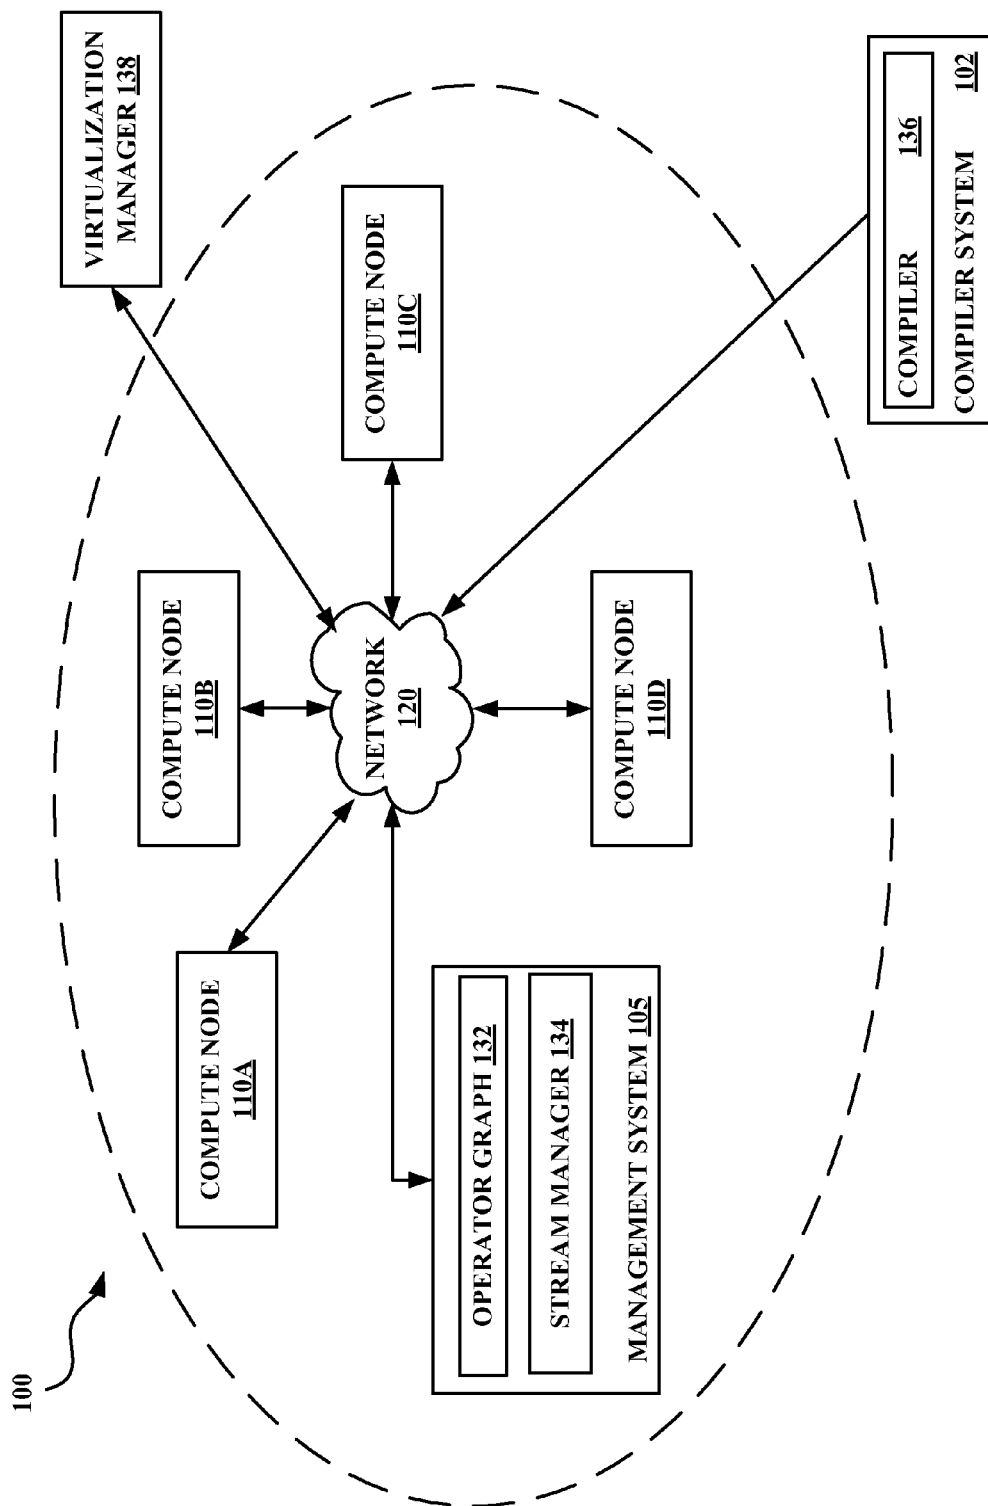 100
COMPUTE NODE
110A
COMPUTE NODE
110B
VIRTUALIZATION
MANAGER 138
COMPUTE NODE
110C
NETWORK
120
OPERATOR GRAPH 132
STREAM MANAGER 134
MANAGEMENT SYSTEM 105
COMPUTE NODE
110D
COMPILER 136
COMPILER SYSTEM 102